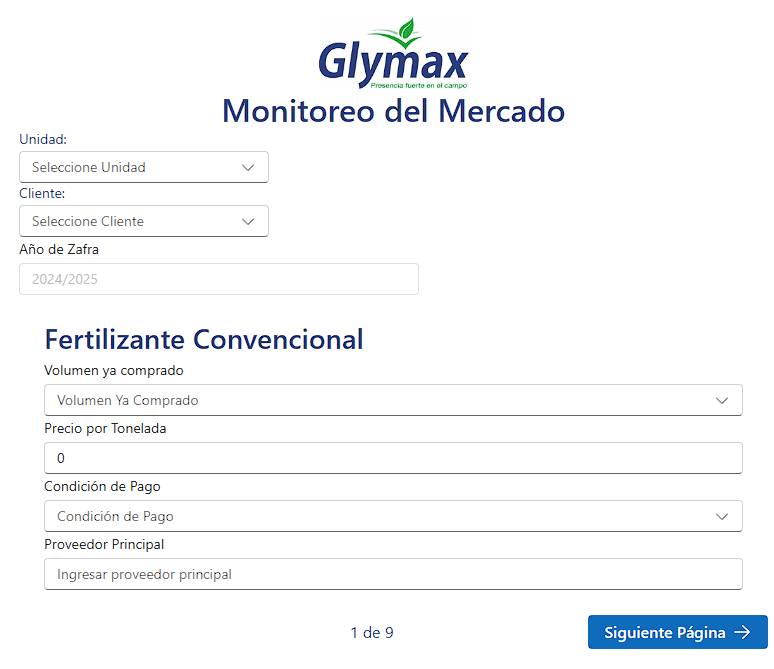 Glymax
Presencia fuerte en el campo
Monitoreo del Mercado
Unidad:
Seleccione Unidad
Cliente:
Seleccione Cliente
Año de Zafra
2024/2025
Fertilizante Convencional
Volumen ya comprado
Volumen Ya Comprado
Precio por Tonelada
0
Condición de Pago
Condición de Pago
Proveedor Principal
Ingresar proveedor principal
1 de 9
Siguiente Página